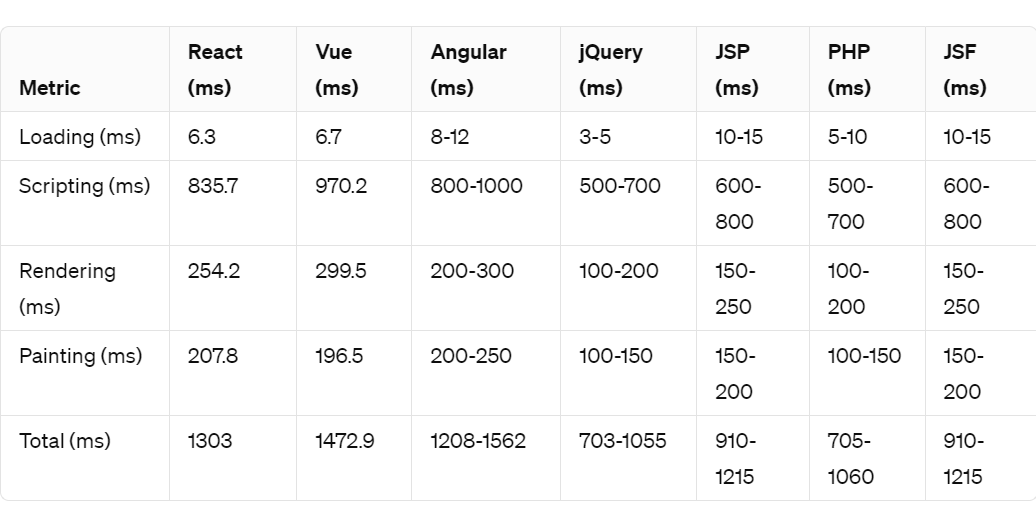 Metric React (ms) Vue (ms) Angular (ms) jQuery (ms) JSP (ms) PHP (ms) JSF (ms)
Loading (ms) 6.3 6.7 8-12 3-5 10-15 5-10 10-15
Scripting (ms) 835.7 970.2 800-1000 500-700 600-800 500-700 600-800
Rendering (ms) 254.2 299.5 200-300 100-200 150-250 100-200 150-250
Painting (ms) 207.8 196.5 200-250 100-150 150-200 100-150 150-200
Total (ms) 1303 1472.9 1208-1562 703-1055 910-1215 705-1060 910-1215